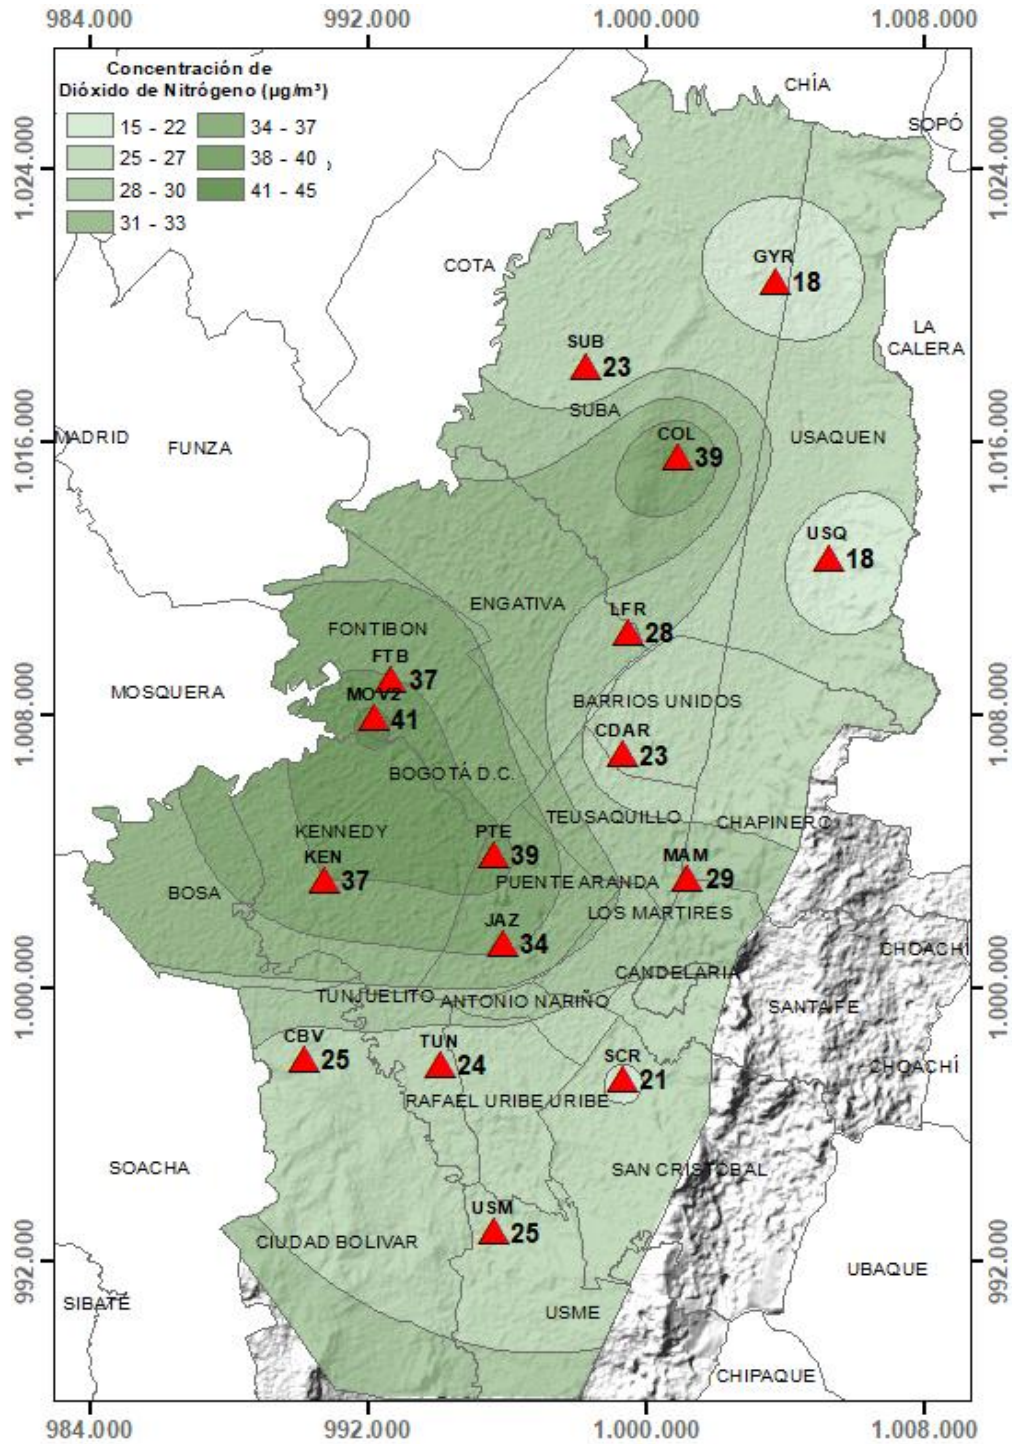 984.000 992.000 1.000.000 1.008.000
Concentración de
Dióxido de Nitrógeno (µg/m³)
15 - 22 34 - 37
25 - 27 38 - 40
28 - 30 41 - 45
31 - 33
CHÍA
SOPÓ
1.024.000 1.024.000
COTA
GYR
18
LA
CALERA
SUB
23
SUBA
1.016.000 1.016.000
MADRID
FUNZA
COL
39
USAQUEN
USQ
18
ENGATIVA
LFR
28
FONTIBON
FTB
37
MOSQUERA
MOV2
41
1.008.000 1.008.000
BARRIOS UNIDOS
CDAR
23
BOGOTÁ D.C.
TEUSAQUILLO
CHAPINERO
KENNEDY
PTE
39
KEN
37
MAM
29
PUENTE ARANDA
BOSA
LOS MARTIRES
JAZ
34
CHOACHÍ
CANDELARIA
1.000.000 1.000.000
TUNJUELITO
ANTONIO NARIÑO
SANTA FE
CBV
25
TUN
24
SCR
21
CHOACHÍ
RAFAEL URIBE URIBE
SOACHA
SAN CRISTOBAL
USM
25
CIUDAD BOLIVAR
992.000 992.000
UBAQUE
SIBATÉ
USME
CHIPAQUE
984.000 992.000 1.000.000 1.008.000